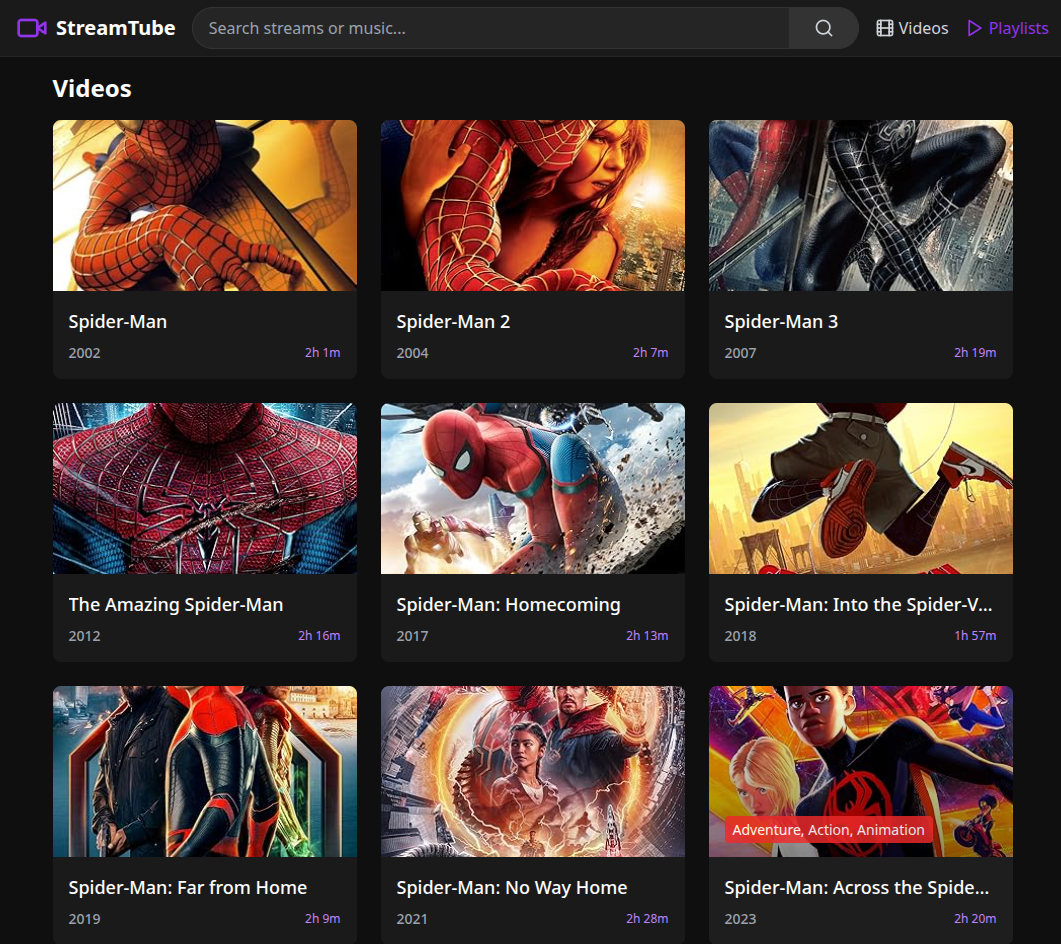 StreamTube
Search streams or music...
Videos
Playlists
Videos
Spider-Man
2002
2h 1m
Spider-Man 2
2004
2h 7m
Spider-Man 3
2007
2h 19m
The Amazing Spider-Man
2012
2h 16m
Spider-Man: Homecoming
2017
2h 13m
Spider-Man: Into the Spider-V...
2018
1h 57m
Spider-Man: Far from Home
2019
2h 9m
Spider-Man: No Way Home
2021
2h 28m
Adventure, Action, Animation
Spider-Man: Across the Spide...
2023
2h 20m